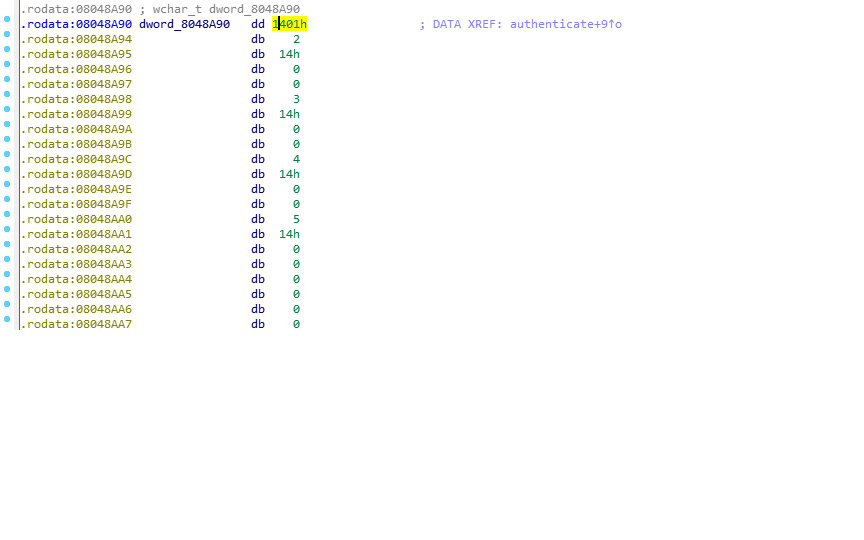 .rodata:08048A90 ; wchar_t dword_8048A90
.rodata:08048A90 dword_8048A90 dd 1401h ; DATA XREF: authenticate+9↑o
.rodata:08048A94 db 2
.rodata:08048A95 db 14h
.rodata:08048A96 db 0
.rodata:08048A97 db 0
.rodata:08048A98 db 3
.rodata:08048A99 db 14h
.rodata:08048A9A db 0
.rodata:08048A9B db 0
.rodata:08048A9C db 4
.rodata:08048A9D db 14h
.rodata:08048A9E db 0
.rodata:08048A9F db 0
.rodata:08048AA0 db 5
.rodata:08048AA1 db 14h
.rodata:08048AA2 db 0
.rodata:08048AA3 db 0
.rodata:08048AA4 db 0
.rodata:08048AA5 db 0
.rodata:08048AA6 db 0
.rodata:08048AA7 db 0